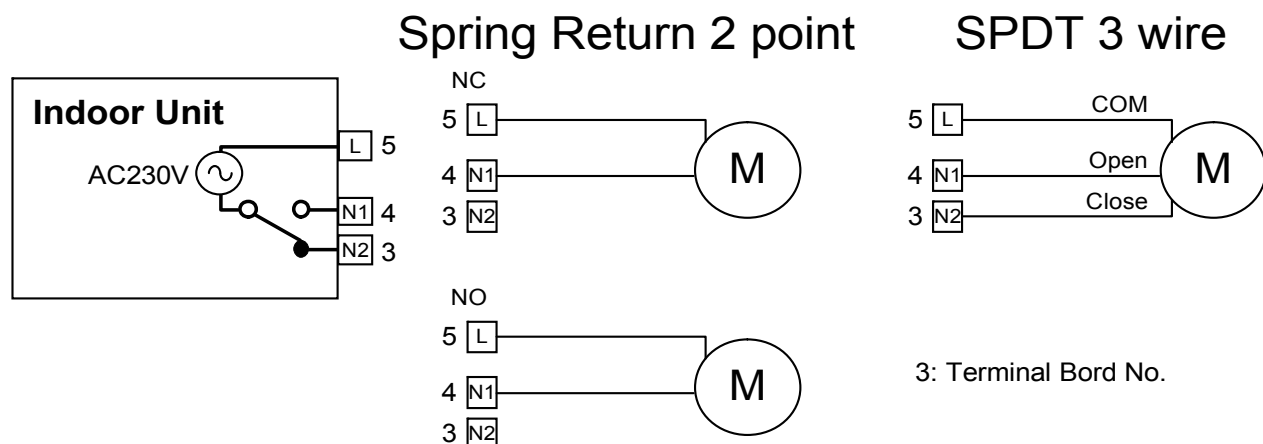 Spring Return 2 point
SPDT 3 wire
Indoor Unit
AC230V
L 5
N1 4
N2 3
NC
5 L
4 N1
3 N2
M
NO
5 L
4 N1
3 N2
M
5 L COM
4 N1 Open
3 N2 Close
M
3: Terminal Bord No.